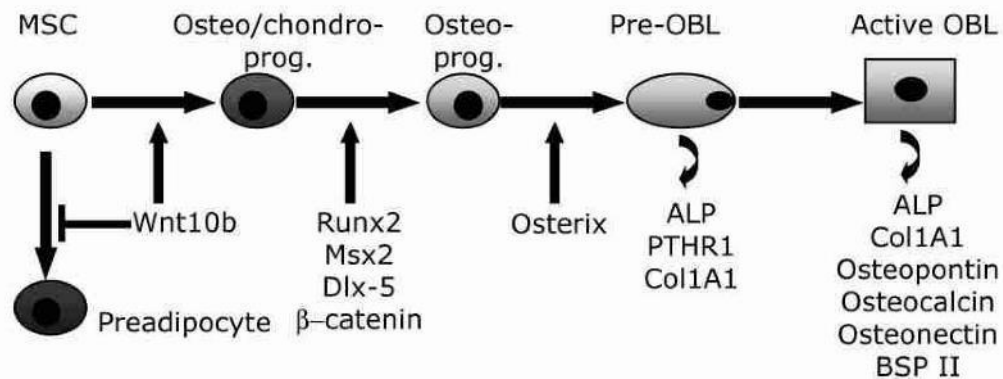 MSC
Osteo/chondro-
prog.
Osteo-
prog.
Pre-OBL
Active OBL
Wnt10b
Runx2
Msx2
Dlx-5
β–catenin
Osterix
ALP
PTHR1
Col1A1
ALP
Col1A1
Osteopontin
Osteocalcin
Osteonectin
BSP II
Preadipocyte